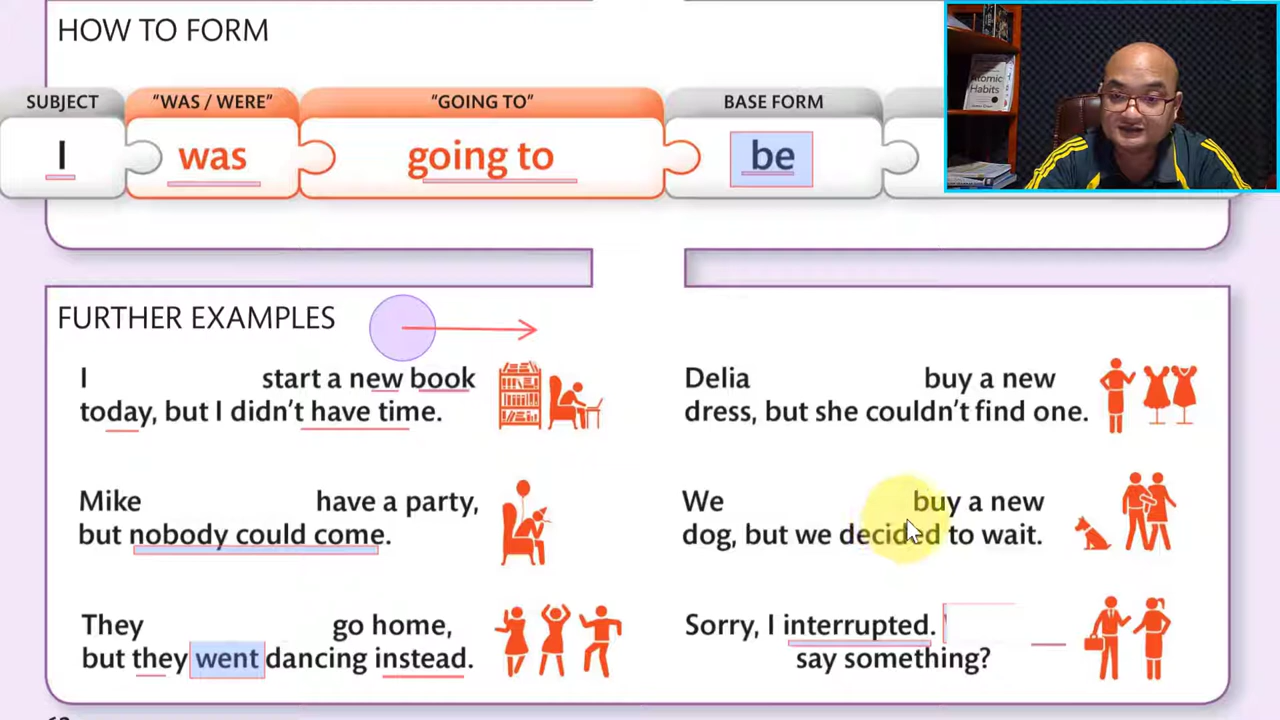 HOW TO FORM
SUBJECT
"WAS / WERE"
"GOING TO"
BASE FORM
I
was
going to
be
Atomic
Habits
FURTHER EXAMPLES
I start a new book
today, but I didn't have time.
Mike have a party,
but nobody could come.
They go home,
but they went dancing instead.
Delia buy a new
dress, but she couldn't find one.
We buy a new
dog, but we decided to wait.
Sorry, I interrupted.
say something?